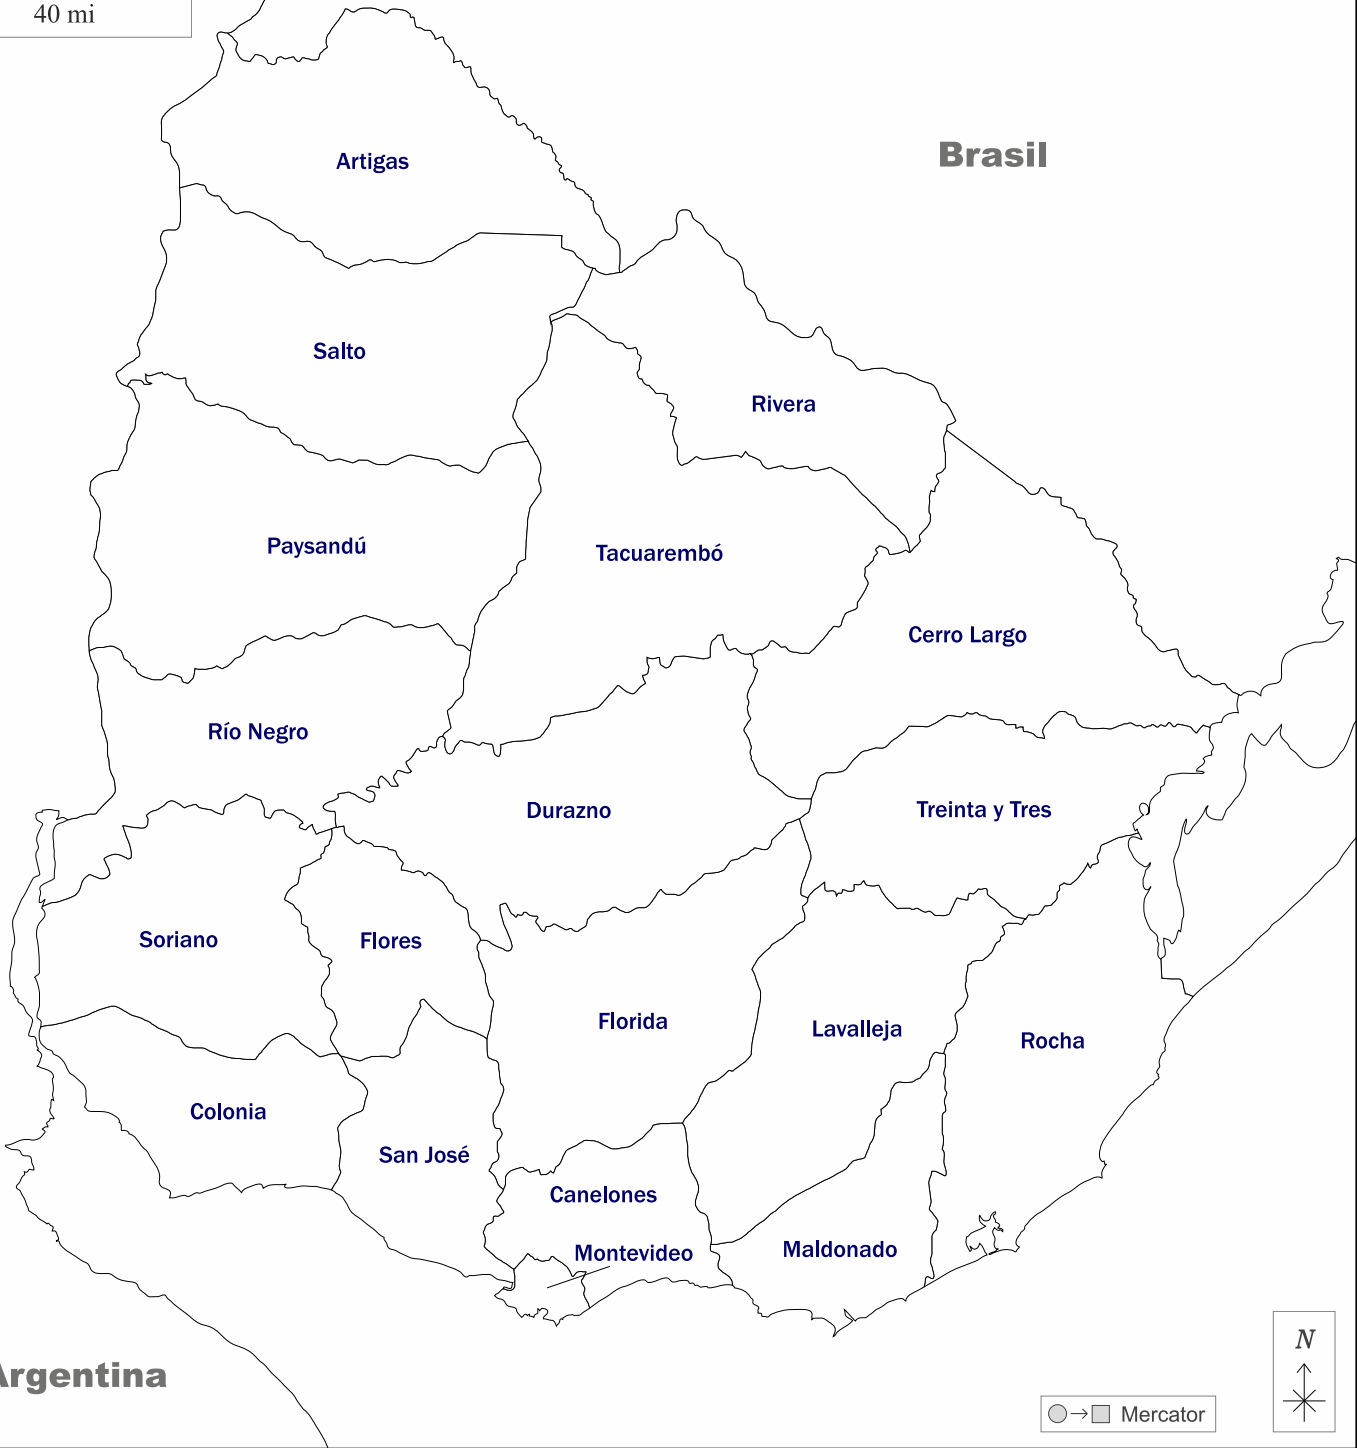 40 mi
Brasil
Artigas
Salto
Rivera
Paysandú
Tacuarembó
Cerro Largo
Río Negro
Durazno
Treinta y Tres
Soriano
Flores
Florida
Lavalleja
Rocha
Colonia
San José
Canelones
Montevideo
Maldonado
N
Argentina
Mercator